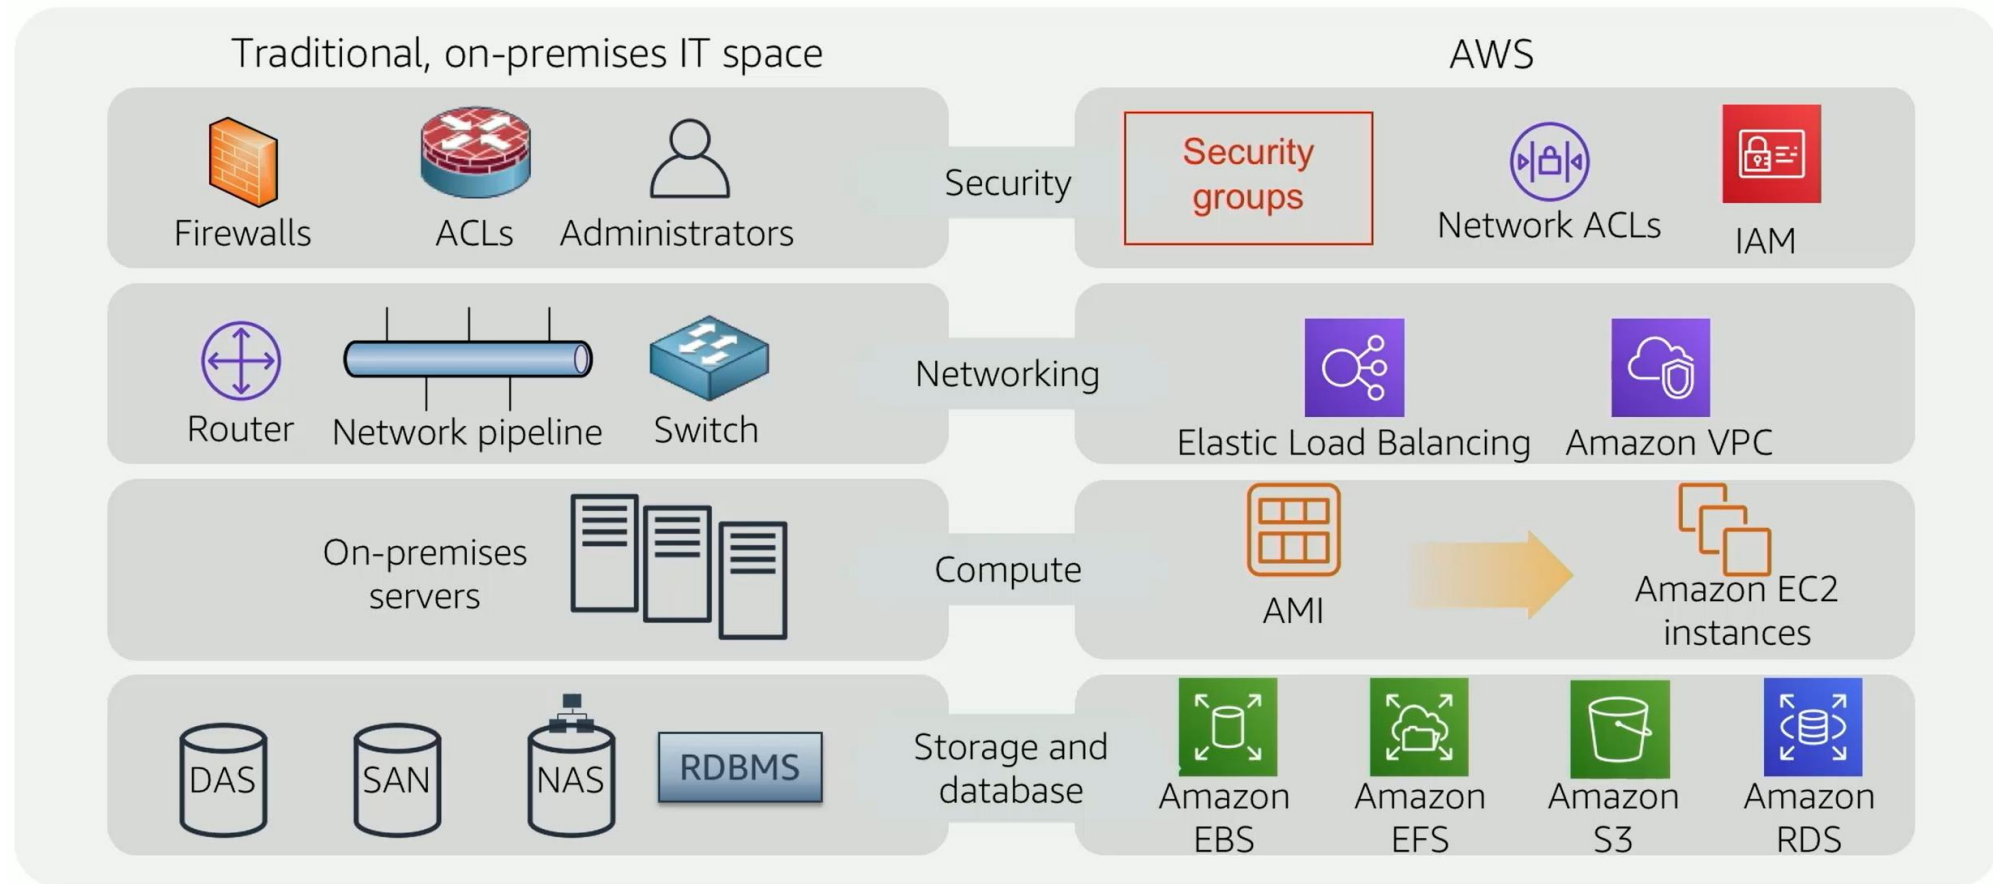 Traditional, on-premises IT space
AWS
Firewalls
ACLs
Administrators
Security
Security
groups
Network ACLs
IAM
Router
Network pipeline
Switch
Networking
Elastic Load Balancing
Amazon VPC
On-premises
servers
Compute
AMI
Amazon EC2
instances
DAS
SAN
NAS
RDBMS
Storage and
database
Amazon
EBS
Amazon
EFS
Amazon
S3
Amazon
RDS